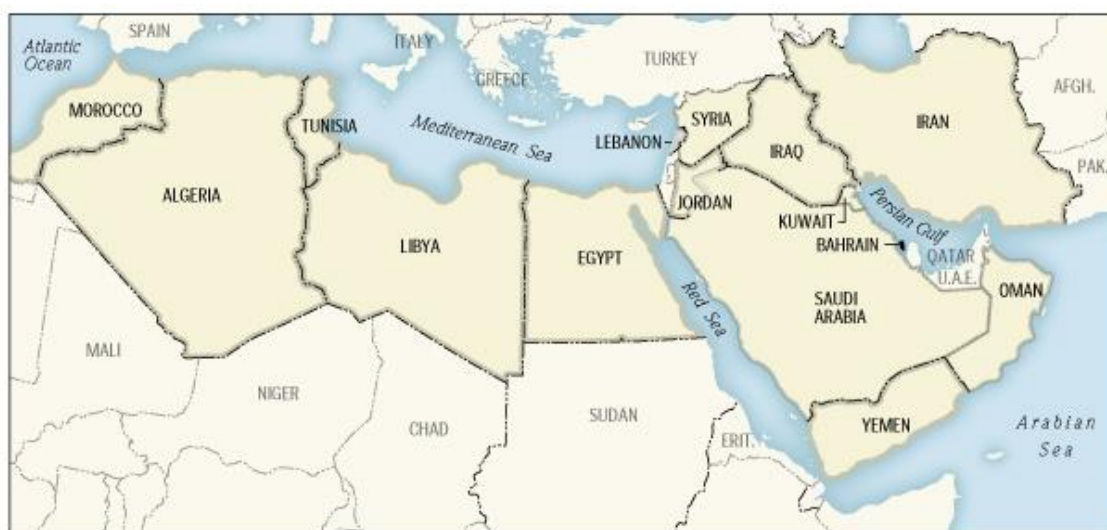 SPAIN
Atlantic
Ocean
ITALY
GREECE
TURKEY
AFGH.
MOROCCO
TUNISIA
Mediterranean Sea
LEBANON
SYRIA
IRAQ
IRAN
PAK.
ALGERIA
LIBYA
EGYPT
JORDAN
KUWAIT
Persian Gulf
BAHRAIN
QATAR
U.A.E.
OMAN
SAUDI
ARABIA
Red Sea
MALI
NIGER
CHAD
SUDAN
ERIT.
YEMEN
Arabian
Sea